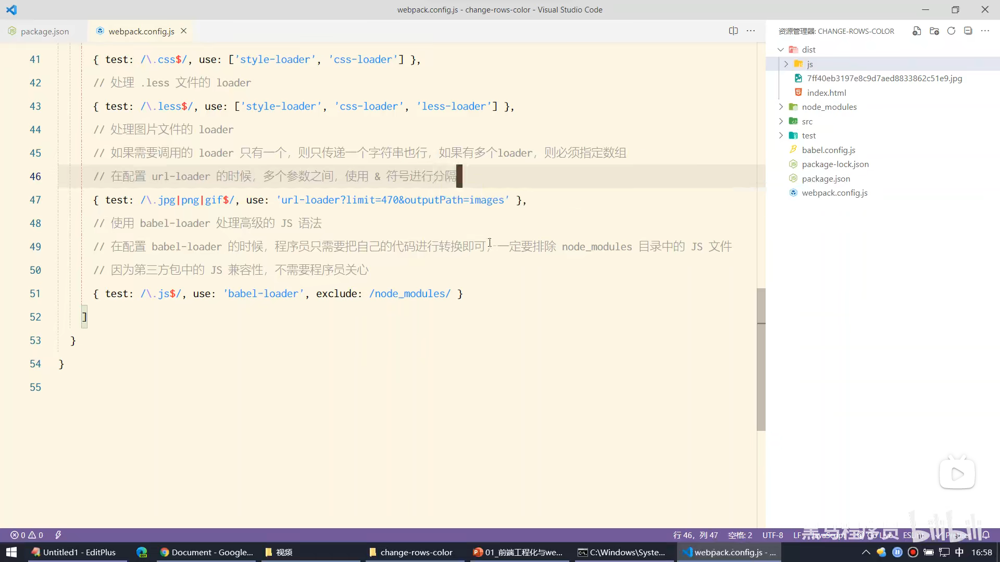 webpack.config.js - change-rows-color - Visual Studio Code
package.json
webpack.config.js
资源管理器: CHANGE-ROWS-COLOR
41 { test: /\.css$/, use: ['style-loader', 'css-loader'] },
42 // 处理 .less 文件的 loader
43 { test: /\.less$/, use: ['style-loader', 'css-loader', 'less-loader'] },
44 // 处理图片文件的 loader
45 // 如果需要调用的 loader 只有一个，则只传递一个字符串也行，如果有多个loader，则必须指定数组
46 // 在配置 url-loader 的时候，多个参数之间，使用 & 符号进行分隔
47 { test: /\.jpg|png|gif$/, use: 'url-loader?limit=470&outputPath=images' },
48 // 使用 babel-loader 处理高级的 JS 语法
49 // 在配置 babel-loader 的时候，程序员只需要把自己的代码进行转换即可，一定要排除 node_modules 目录中的 JS 文件
50 // 因为第三方包中的 JS 兼容性，不需要程序员关心
51 { test: /\.js$/, use: 'babel-loader', exclude: /node_modules/ }
52 ]
53 }
54 }
55
dist
js
7ff40eb3197e8c9d7aed8833862c51e9.jpg
index.html
node_modules
src
test
babel.config.js
package-lock.json
package.json
webpack.config.js
黑马程序员 bilibili
0 0
行 46，列 47 空格: 2 UTF-8 LF JavaScript Go Live ESLint Prettier
Untitled1 - EditPlus
DEV
Document - Google...
视频
change-rows-color
01_前端工程化与we...
C:\Windows\Syste...
webpack.config.js - ...
中
16:58